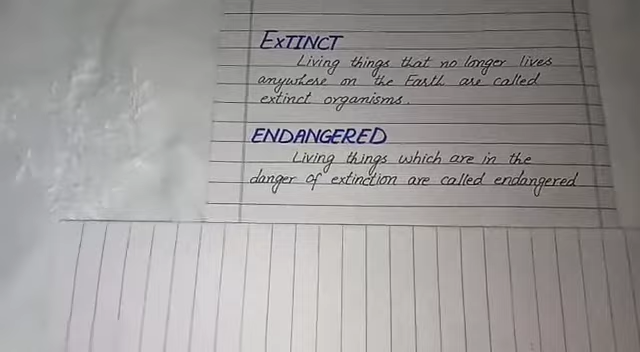 EXTINCT
Living things that no longer lives
anywhere on the Earth are called
extinct organisms.
ENDANGERED
Living things which are in the
danger of extinction are called endangered